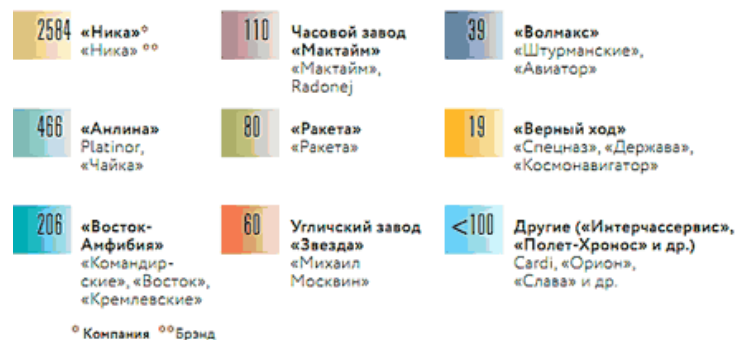 2584 «Ника»°
«Ника» °°
110 Часовой завод
«Мактайм»
«Мактайм»,
Radonej
39 «Волмакс»
«Штурманские»,
«Авиатор»
466 «Анлина»
Platinor,
«Чайка»
80 «Ракета»
«Ракета»
19 «Верный ход»
«Спецназ», «Держава»,
«Космонавигатор»
206 «Восток-
Амфибия»
«Командир-
ские», «Восток»,
«Кремлевские»
60 Угличский завод
«Звезда»
«Михаил
Москвин»
<100 Другие («Интерчассервис»,
«Полет-Хронос» и др.)
Cardi, «Орион»,
«Слава» и др.
° Компания °°Брэнд